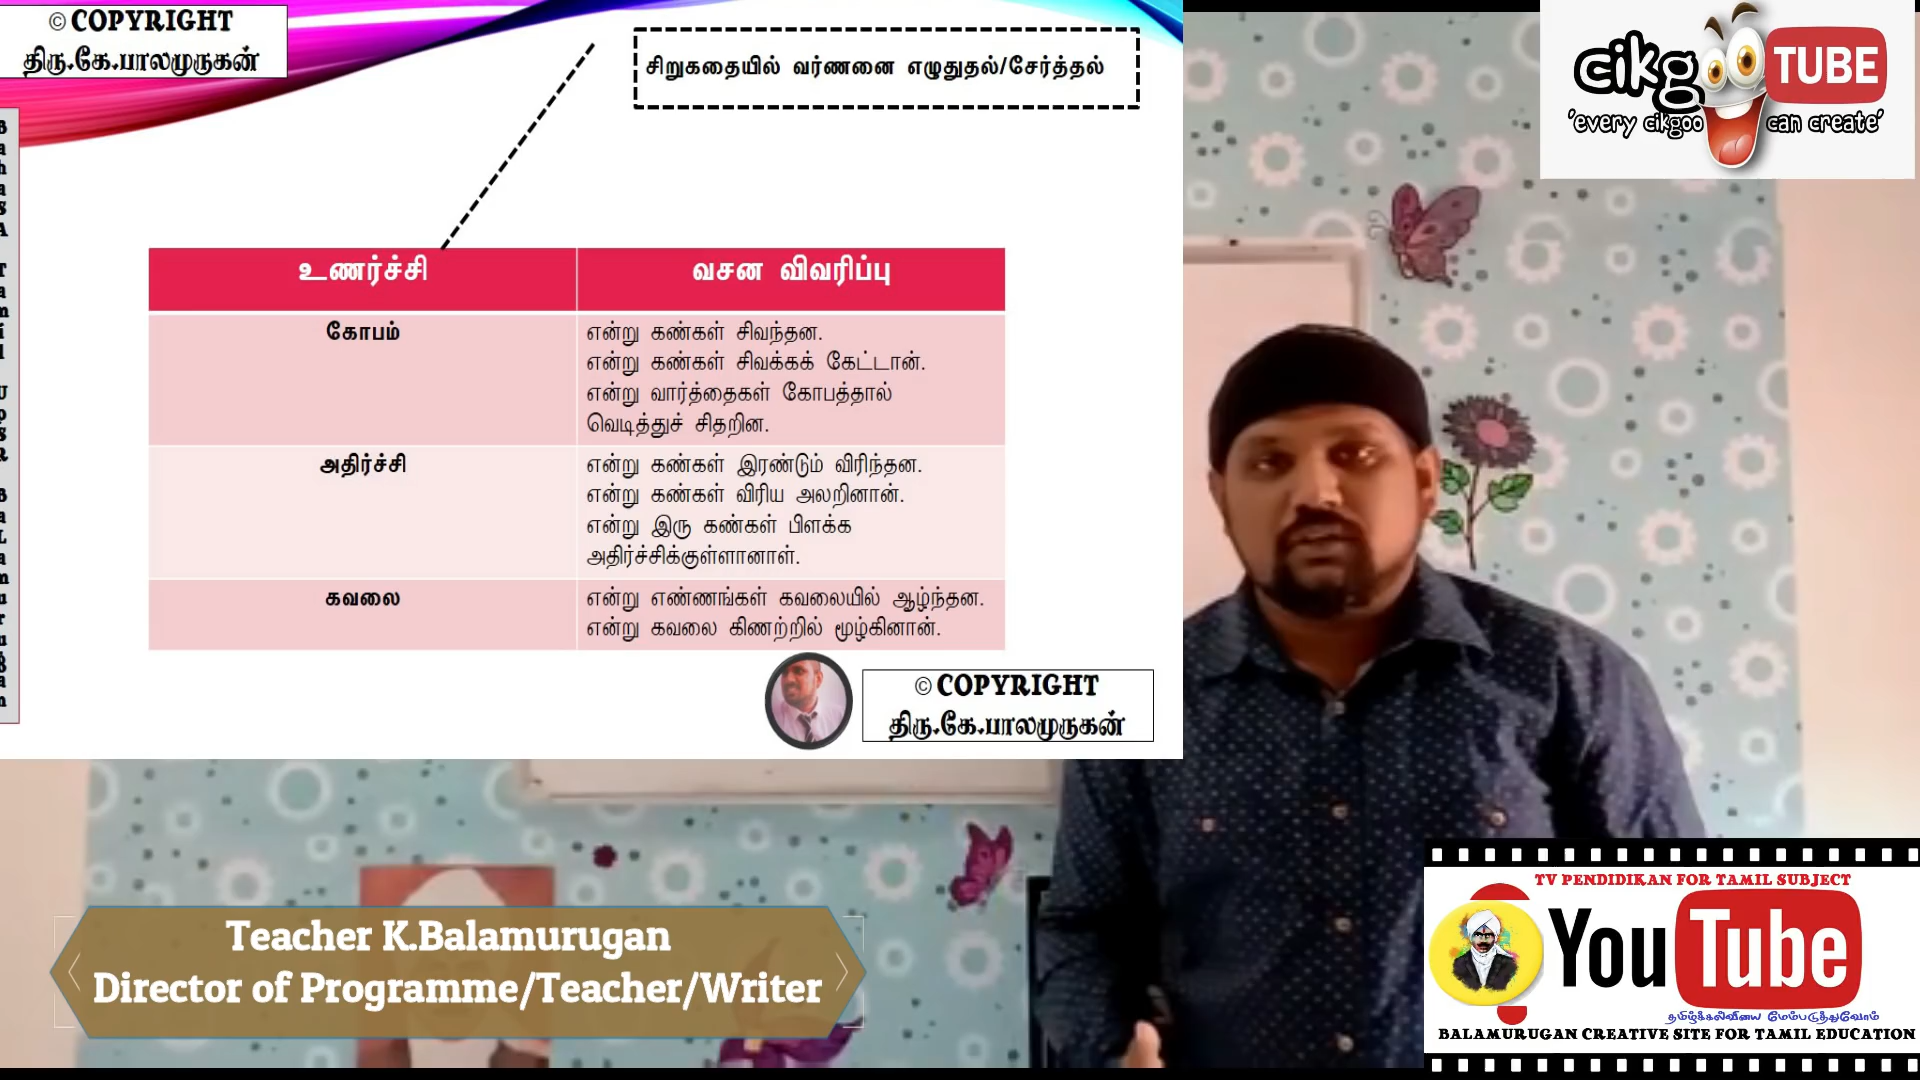 © COPYRIGHT
திரு.கே.பாலமுருகன்
சிறுகதையில் வர்ணனை எழுதுதல்/சேர்த்தல்
உணர்ச்சி
வசன விவரிப்பு
கோபம்
என்று கண்கள் சிவந்தன.
என்று கண்கள் சிவக்கக் கேட்டான்.
என்று வார்த்தைகள் கோபத்தால்
வெடித்துச் சிதறின.
அதிர்ச்சி
என்று கண்கள் இரண்டும் விரிந்தன.
என்று கண்கள் விரிய அலறினான்.
என்று இரு கண்கள் பிளக்க
அதிர்ச்சிக்குள்ளானாள்.
கவலை
என்று எண்ணங்கள் கவலையில் ஆழ்ந்தன.
என்று கவலை கிணற்றில் மூழ்கினான்.
© COPYRIGHT
திரு.கே.பாலமுருகன்
cikgoo TUBE
'every cikgoo can create'
Teacher K.Balamurugan
Director of Programme/Teacher/Writer
TV PENDIDIKAN FOR TAMIL SUBJECT
YouTube
தமிழ்க்கல்வியை மேம்படுத்துவோம்
BALAMURUGAN CREATIVE SITE FOR TAMIL EDUCATION